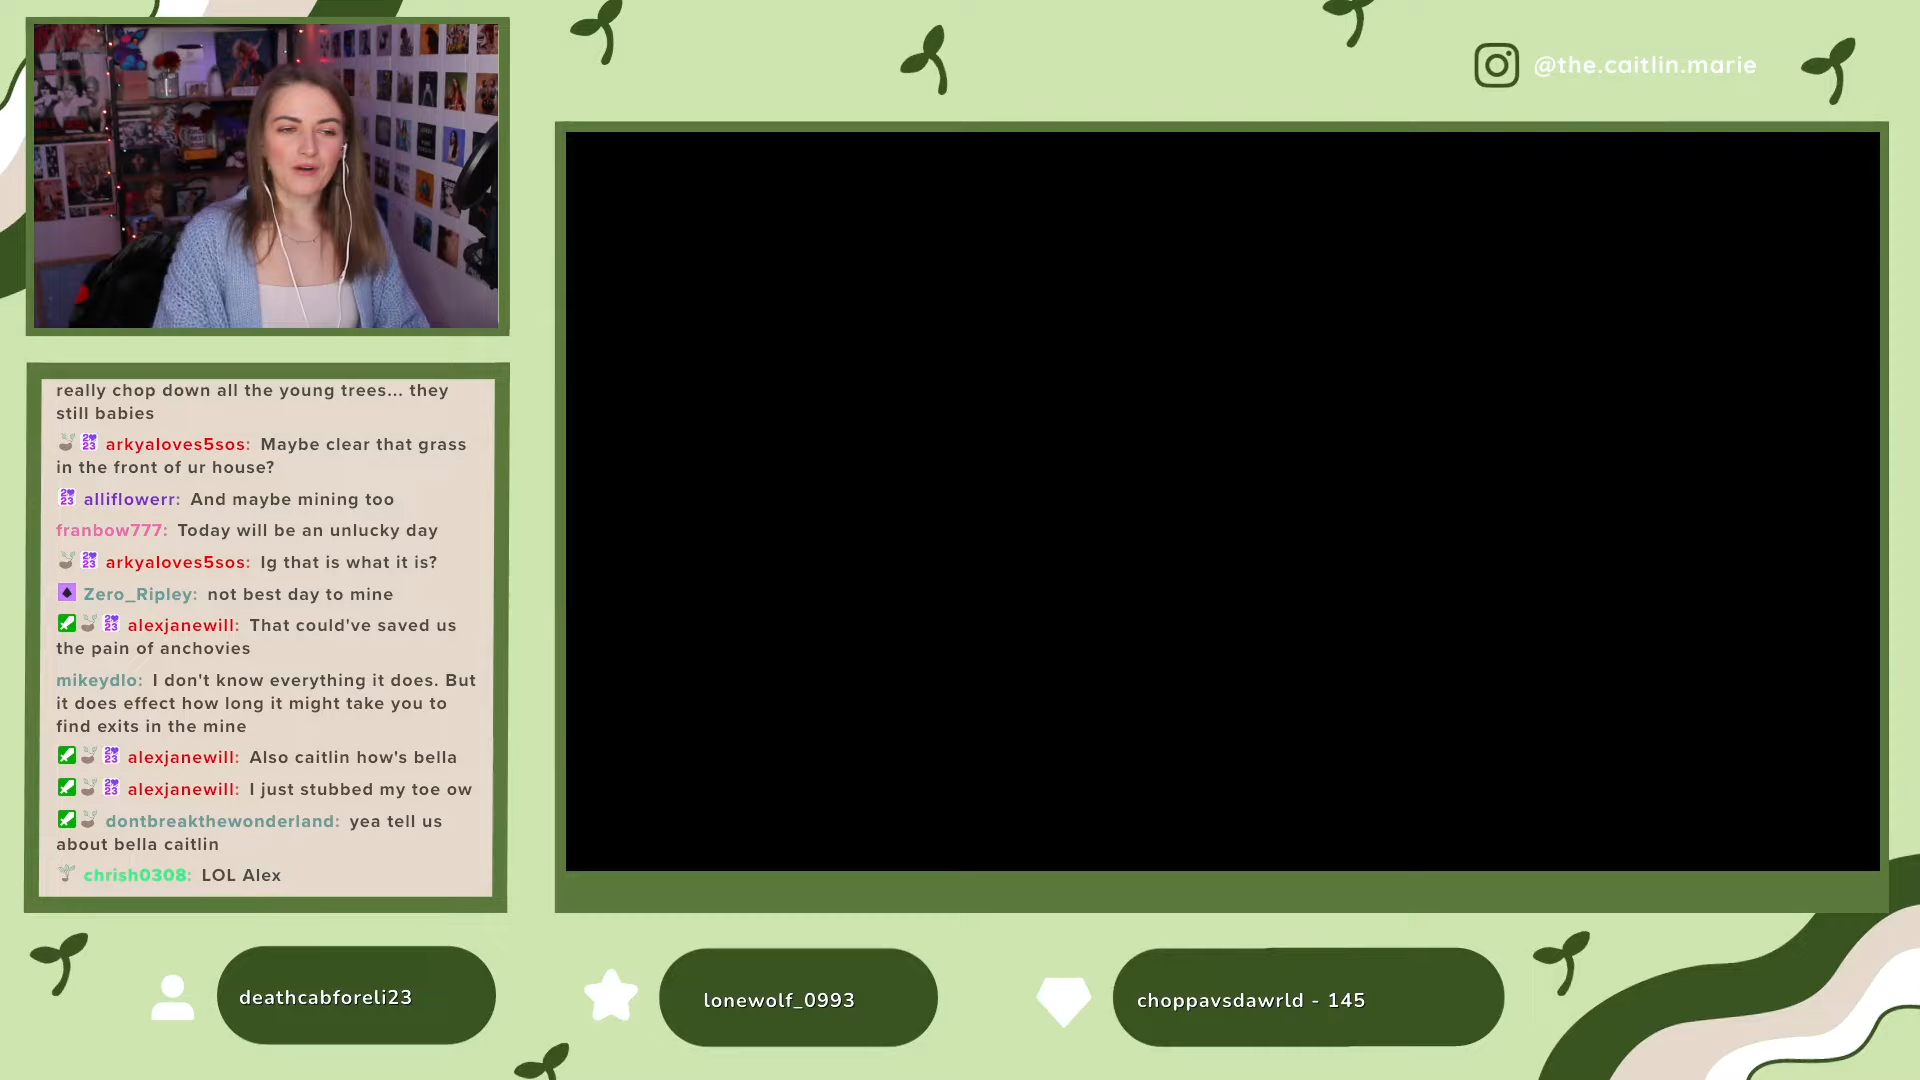 @the.caitlin.marie
really chop down all the young trees... they
still babies
arkyaloves5sos: Maybe clear that grass
in the front of ur house?
alliflowerr: And maybe mining too
franbow777: Today will be an unlucky day
arkyaloves5sos: Ig that is what it is?
Zero_Ripley: not best day to mine
alexjanewill: That could've saved us
the pain of anchovies
mikeydlo: I don't know everything it does. But
it does effect how long it might take you to
find exits in the mine
alexjanewill: Also caitlin how's bella
alexjanewill: I just stubbed my toe ow
dontbreakthewonderland: yea tell us
about bella caitlin
chrish0308: LOL Alex
deathcabforeli23
lonewolf_0993
choppavsdawrld - 145